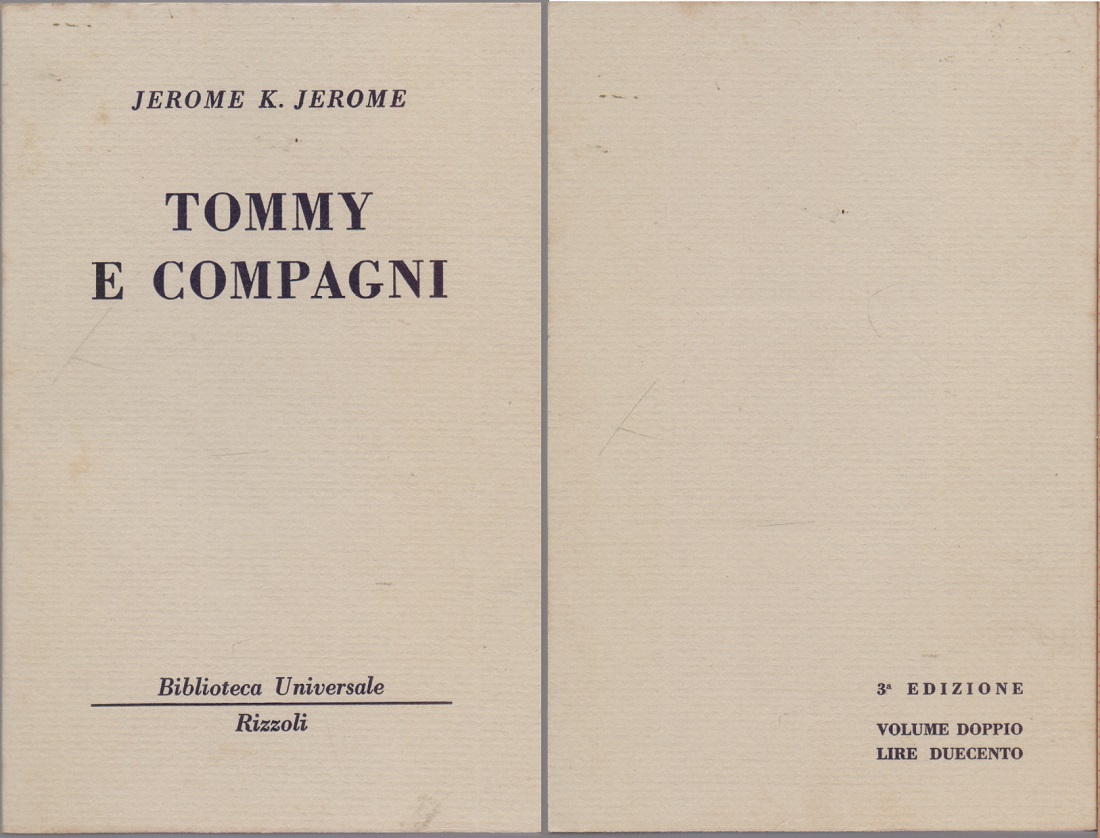 JEROME K. JEROME
TOMMY
E COMPAGNI
Biblioteca Universale
Rizzoli
3ª EDIZIONE
VOLUME DOPPIO
LIRE DUECENTO